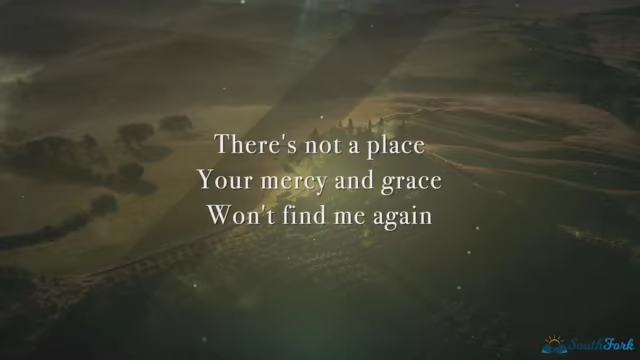 There's not a place
Your mercy and grace
Won't find me again
SouthFork